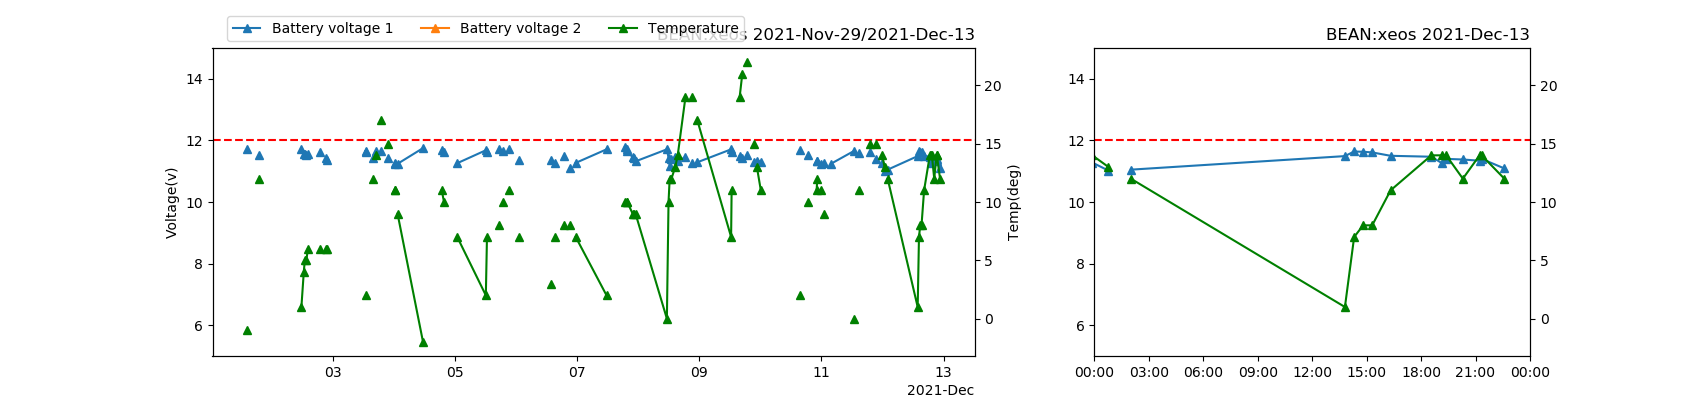 Battery voltage 1 Battery voltage 2 Temperature
BEAN:xeos 2021-Nov-29/2021-Dec-13
BEAN:xeos 2021-Dec-13
14 20 14 20
12 15 12 15
Voltage(v) Temp(deg)
10 10 10 10
8 5 8 5
6 0 6 0
03 05 07 09 11 13
00:00 03:00 06:00 09:00 12:00 15:00 18:00 21:00 00:00
2021-Dec